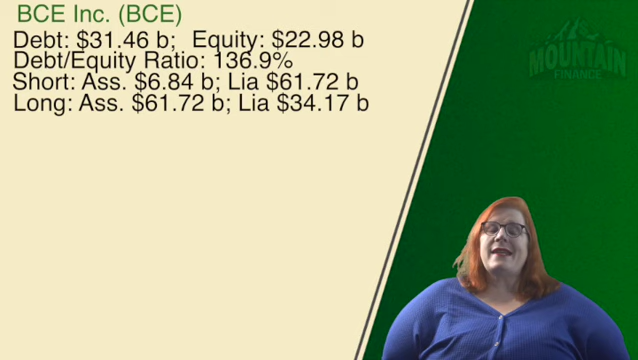 BCE Inc. (BCE)
Debt: $31.46 b; Equity: $22.98 b
Debt/Equity Ratio: 136.9%
Short: Ass. $6.84 b; Lia $61.72 b
Long: Ass. $61.72 b; Lia $34.17 b
MOUNTAIN
FINANCE